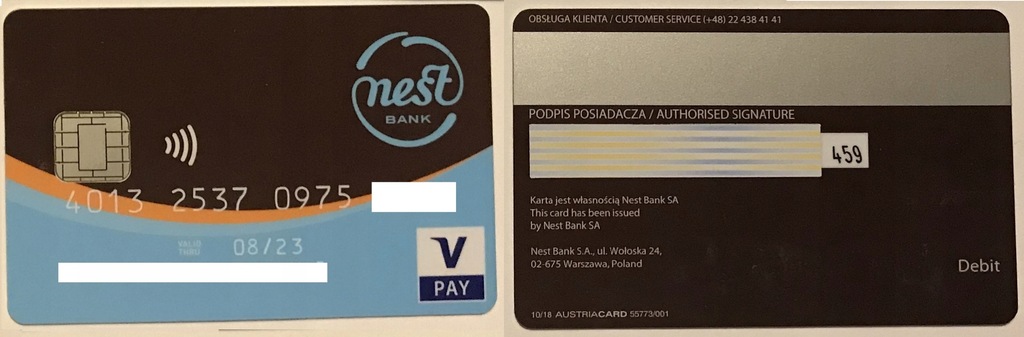 nest
BANK
4013 2537 0975
VALID
THRU
08/23
V
PAY
OBSŁUGA KLIENTA / CUSTOMER SERVICE (+48) 22 438 41 41
PODPIS POSIADACZA / AUTHORISED SIGNATURE
459
Karta jest własnością Nest Bank SA
This card has been issued
by Nest Bank SA
Nest Bank S.A., ul. Wołoska 24,
02-675 Warszawa, Poland
Debit
10/18 AUSTRIACARD 55773/001